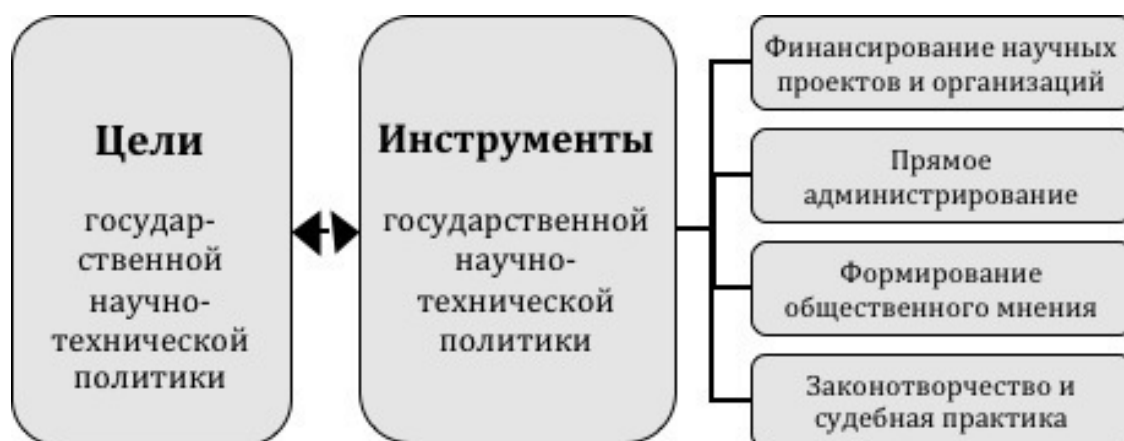 Цели
государ-
ственной
научно-
технической
политики
Инструменты
государственной
научно-
технической
политики
Финансирование научных
проектов и организаций
Прямое
администрирование
Формирование
общественного мнения
Законотворчество и
судебная практика